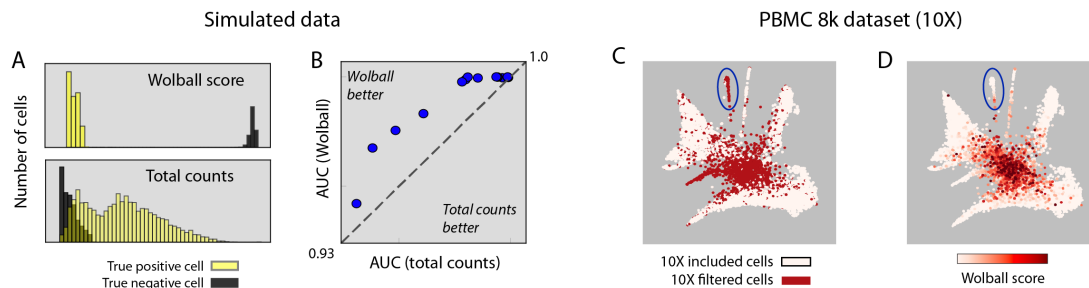 Simulated data
PBMC 8k dataset (10X)
A
Number of cells
Wolball score
Total counts
True positive cell
True negative cell
B
1.0
Wolball
better
AUC (Wolball)
Total counts
better
0.93
AUC (total counts)
C
10X included cells
10X filtered cells
D
Wolball score